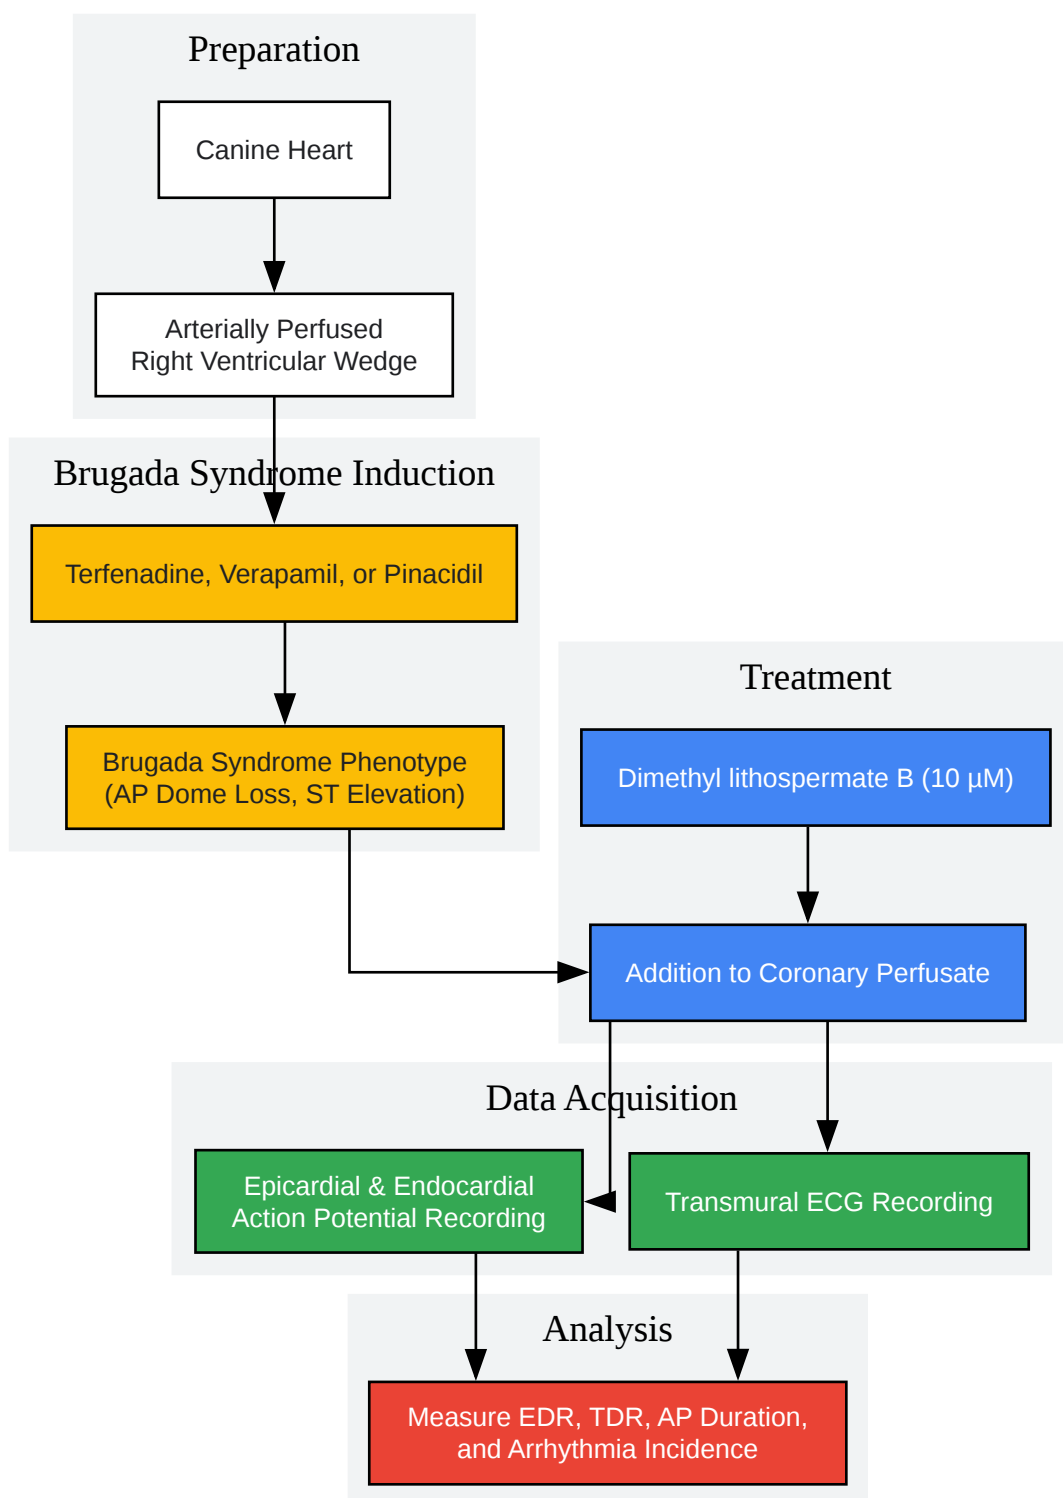 Preparation
Canine Heart
Arterially Perfused
Right Ventricular Wedge
Brugada Syndrome Induction
Terfenadine, Verapamil, or Pinacidil
Brugada Syndrome Phenotype
(AP Dome Loss, ST Elevation)
Treatment
Dimethyl lithospermate B (10 µM)
Addition to Coronary Perfusate
Data Acquisition
Epicardial & Endocardial
Action Potential Recording
Transmural ECG Recording
Analysis
Measure EDR, TDR, AP Duration,
and Arrhythmia Incidence